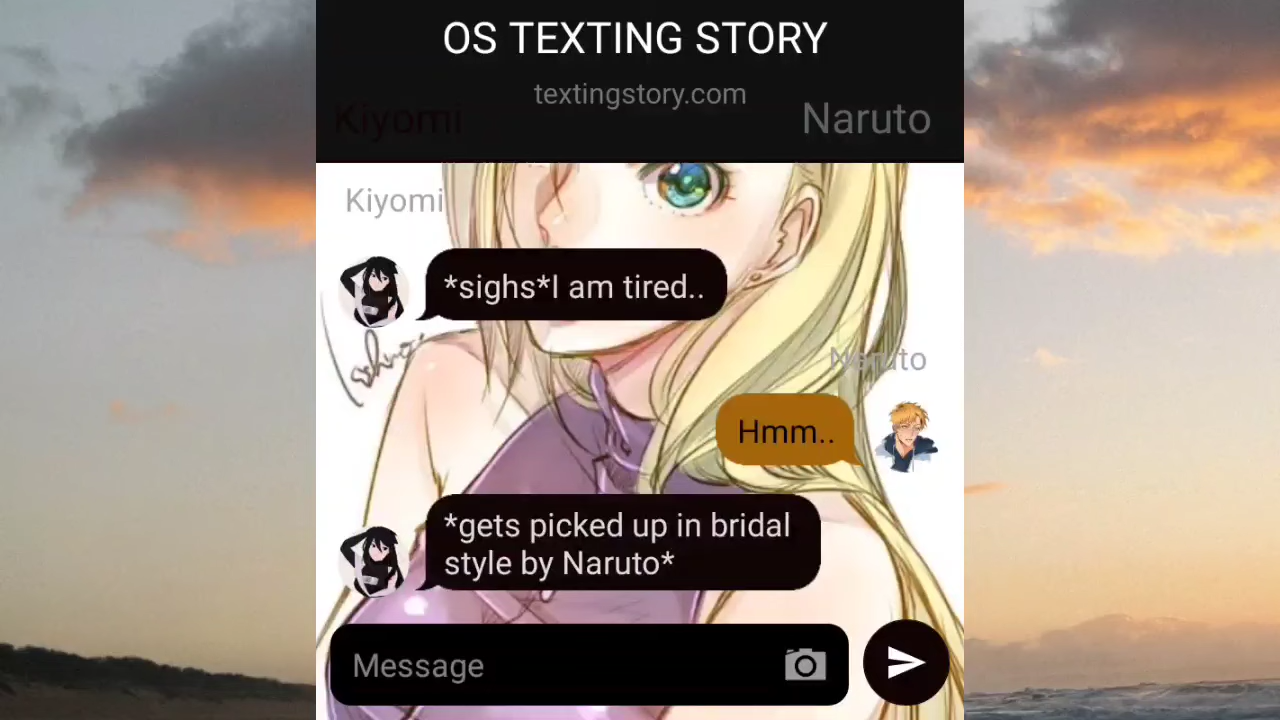 OS TEXTING STORY
textingstory.com
Kiyomi
Naruto
Kiyomi
*sighs*I am tired..
Naruto
Hmm..
*gets picked up in bridal
style by Naruto*
Message